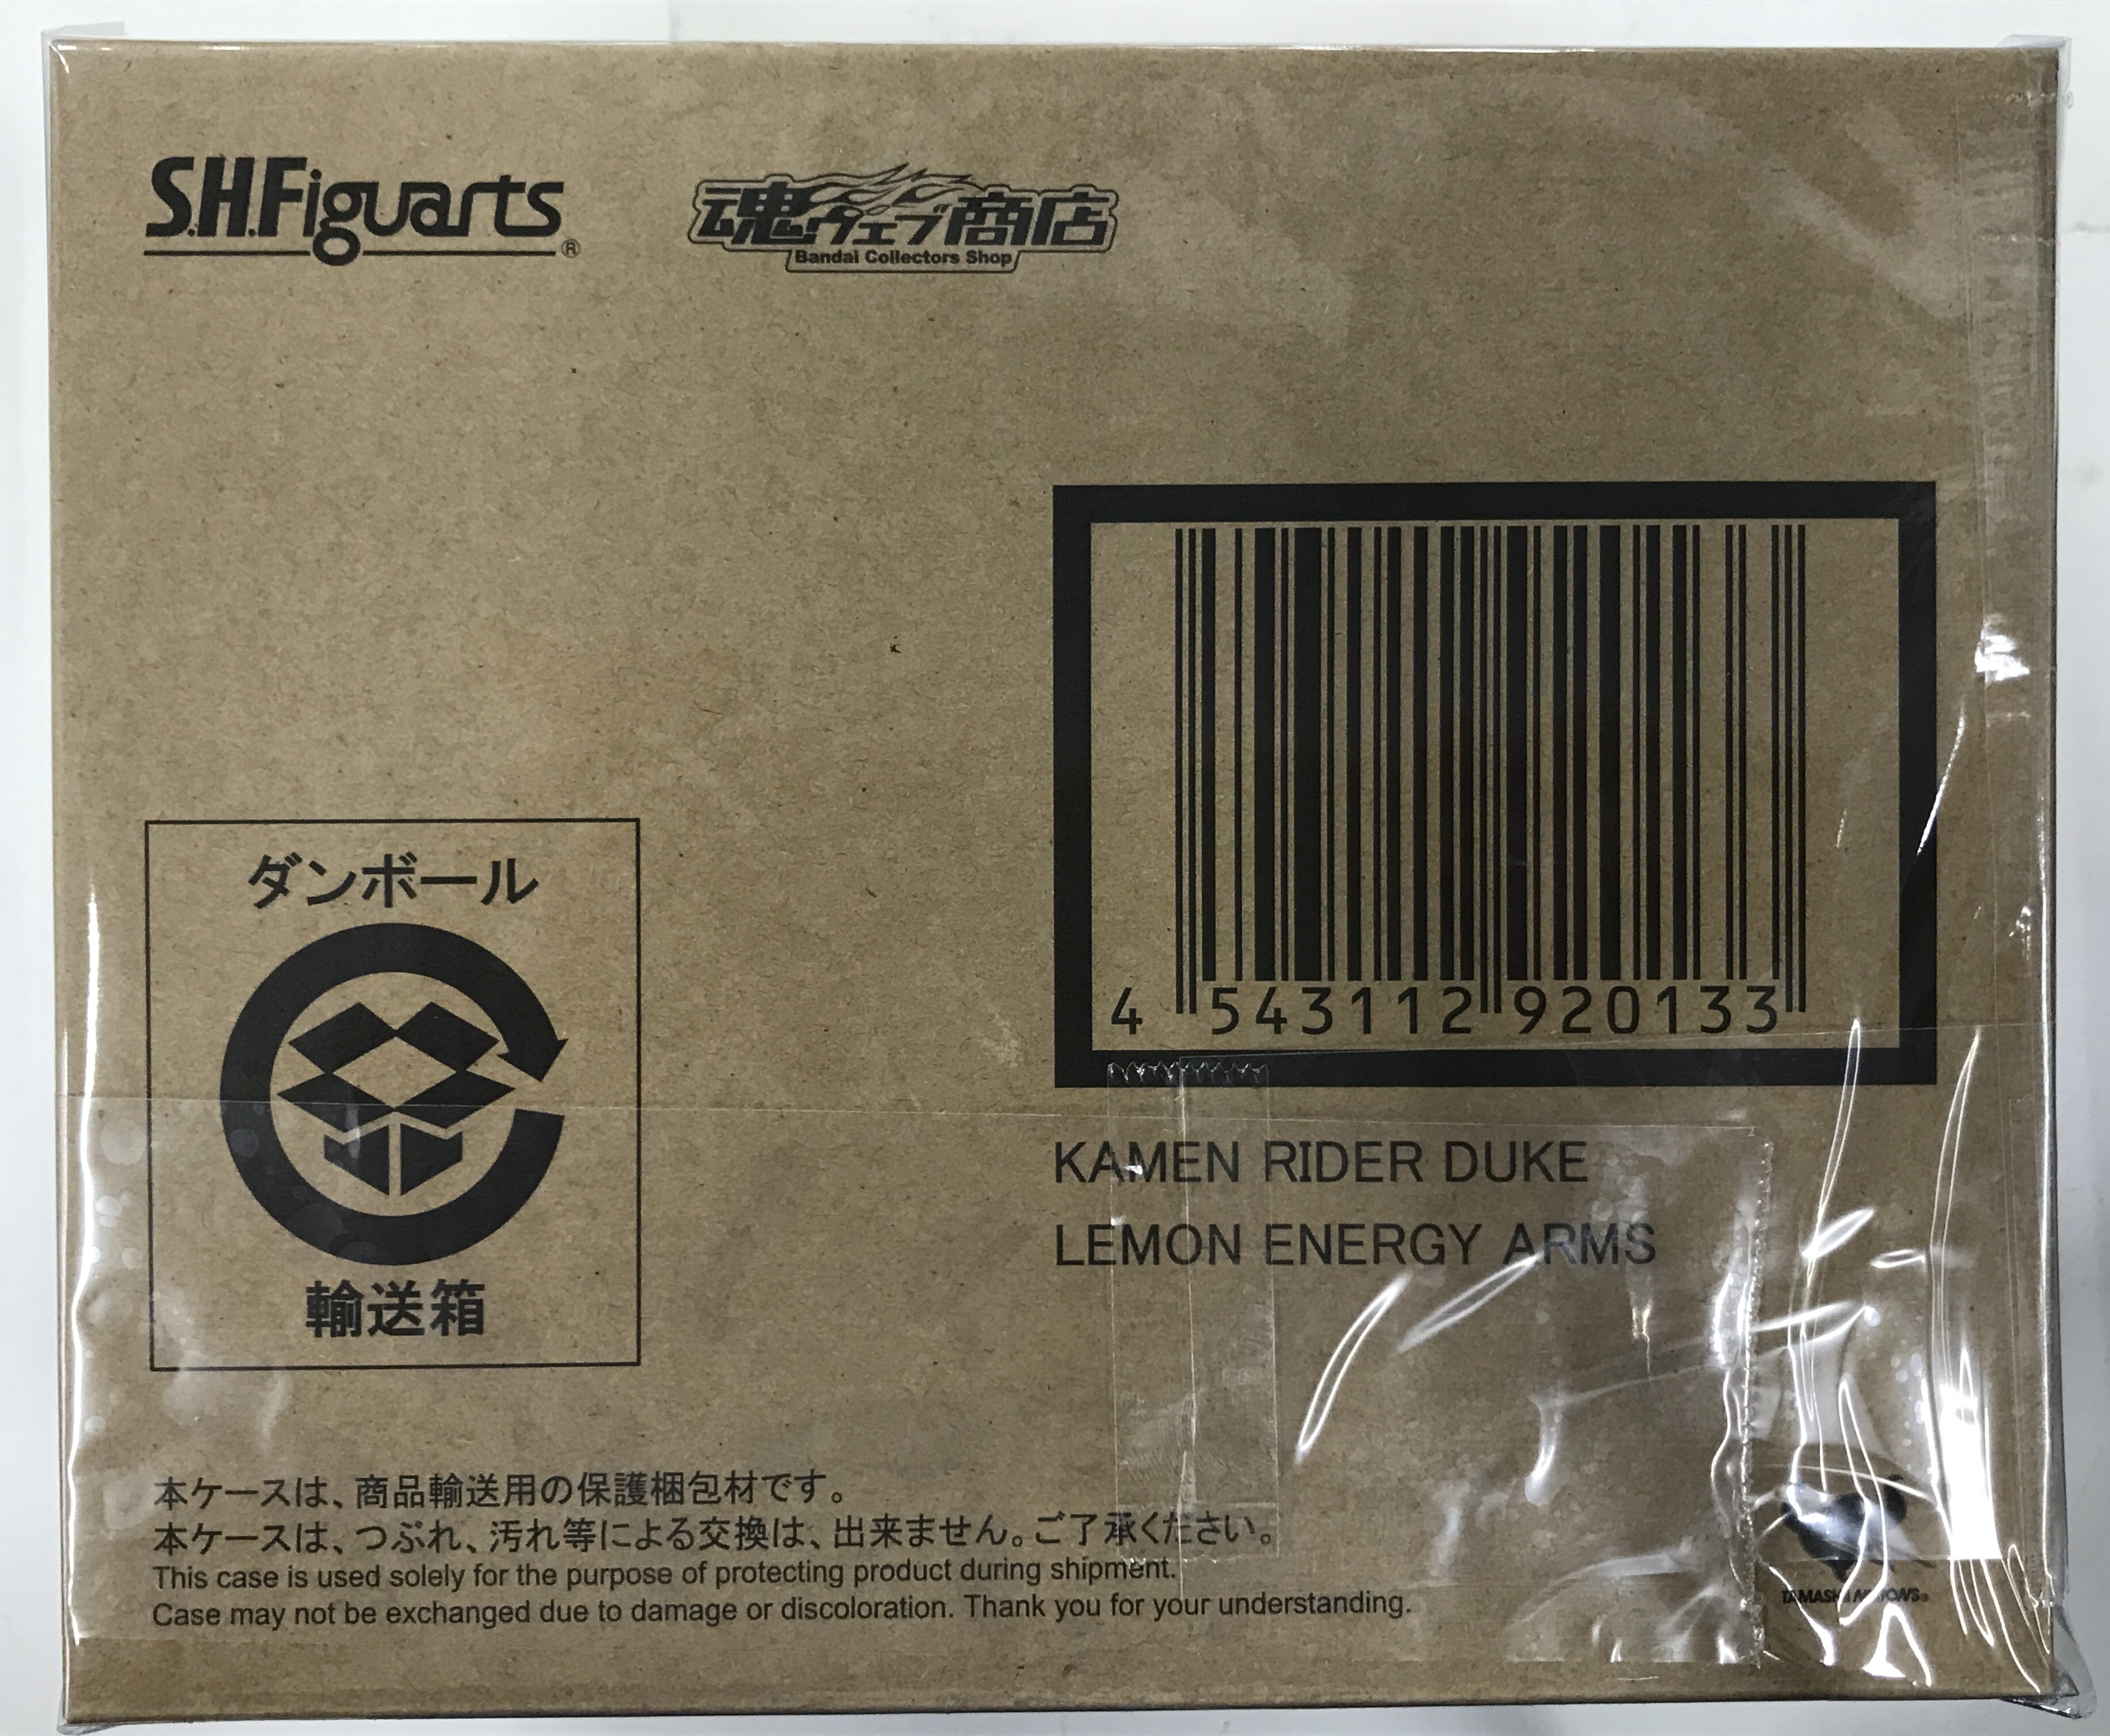 S.H.Figuarts®
魂ウェブ商店
Bandai Collectors Shop
4 543112 920133
ダンボール
輸送箱
KAMEN RIDER DUKE
LEMON ENERGY ARMS
本ケースは、商品輸送用の保護梱包材です。
本ケースは、つぶれ、汚れ等による交換は、出来ません。ご了承ください。
This case is used solely for the purpose of protecting product during shipment.
Case may not be exchanged due to damage or discoloration. Thank you for your understanding.
TAMASHII NATIONS®